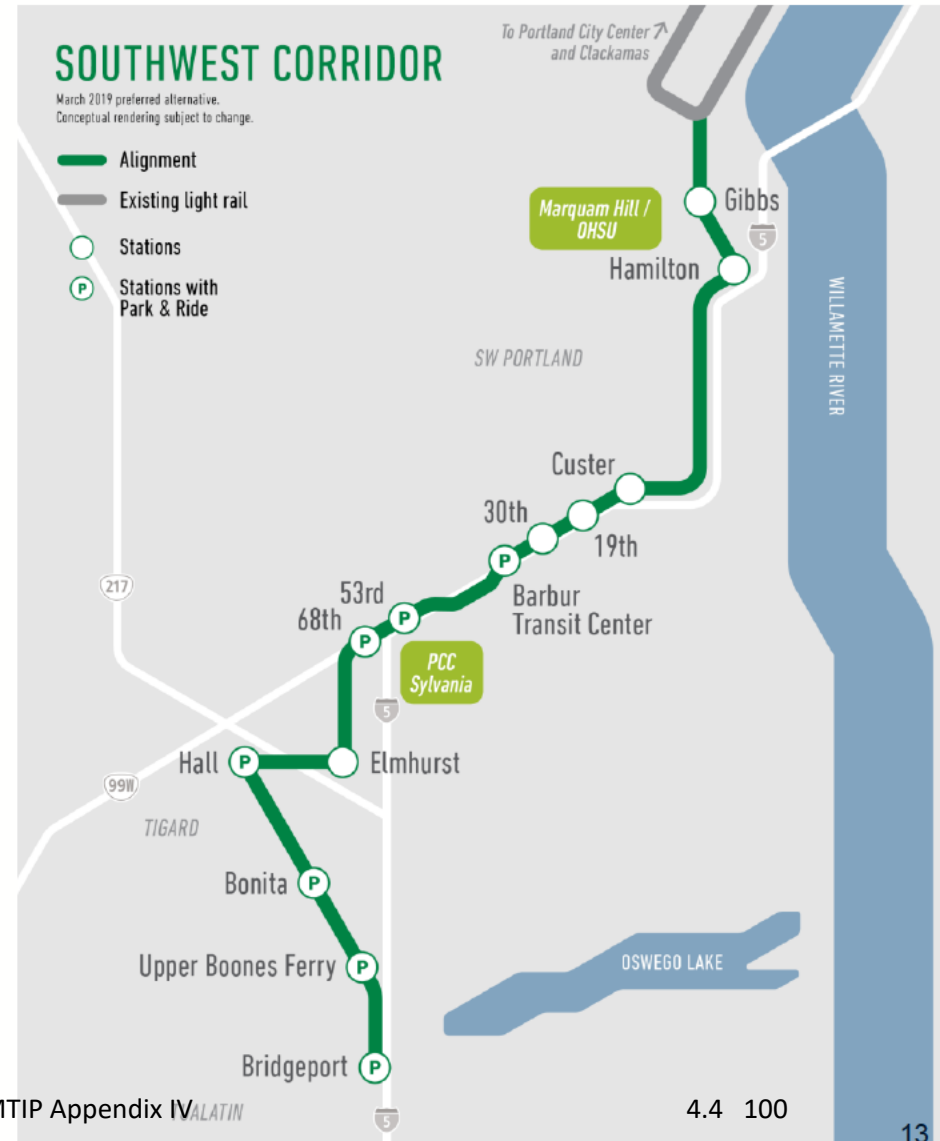 To Portland City Center
and Clackamas
SOUTHWEST CORRIDOR
March 2019 preferred alternative.
Conceptual rendering subject to change.
Alignment
Existing light rail
Stations
P
Stations with
Park & Ride
Marquam Hill /
OHSU
Gibbs
5
Hamilton
WILLAMETTE RIVER
SW PORTLAND
Custer
30th
19th
P
Barbur
Transit Center
217
53rd
P
68th
P
PCC
Sylvania
5
Hall
P
Elmhurst
99W
TIGARD
Bonita
P
Upper Boones Ferry
P
OSWEGO LAKE
Bridgeport
P
MTIP Appendix IV
ALATIN
5
4.4 100
13